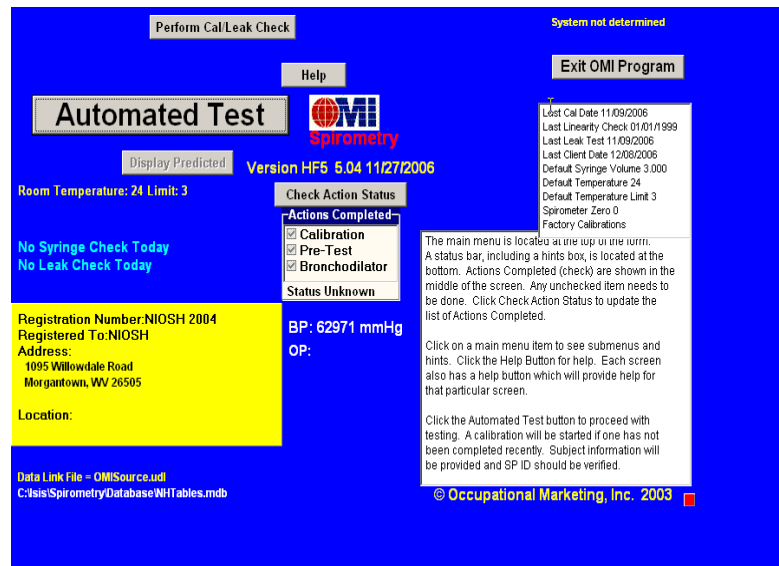 Perform Cal/Leak Check
System not determined
Exit OMI Program
Help
Automated Test
OMI
Spirometry
Display Predicted
Version HF5 5.04 11/27/2006
Last Cal Date 11/09/2006
Last Linearity Check 01/01/1999
Last Leak Test 11/09/2006
Last Client Date 12/08/2006
Default Syringe Volume 3.000
Default Temperature 24
Default Temperature Limit 3
Spirometer Zero 0
Factory Calibrations
Room Temperature: 24 Limit: 3
Check Action Status
Actions Completed
Calibration
Pre-Test
Bronchodilator
Status Unknown
No Syringe Check Today
No Leak Check Today
The main menu is located at the top of the form.
A status bar, including a hints box, is located at the
bottom. Actions Completed (check) are shown in the
middle of the screen. Any unchecked item needs to
be done. Click Check Action Status to update the
list of Actions Completed.
Click on a main menu item to see submenus and
hints. Click the Help Button for help. Each screen
also has a help button which will provide help for
that particular screen.
Click the Automated Test button to proceed with
testing. A calibration will be started if one has not
been completed recently. Subject information will
be provided and SP ID should be verified.
Registration Number:NIOSH 2004
Registered To:NIOSH
Address:
1095 Willowdale Road
Morgantown, WV 26505
Location:
BP: 62971 mmHg
OP:
Data Link File = OMISource.udl
C:\Isis\Spirometry\Database\NHTables.mdb
© Occupational Marketing, Inc. 2003